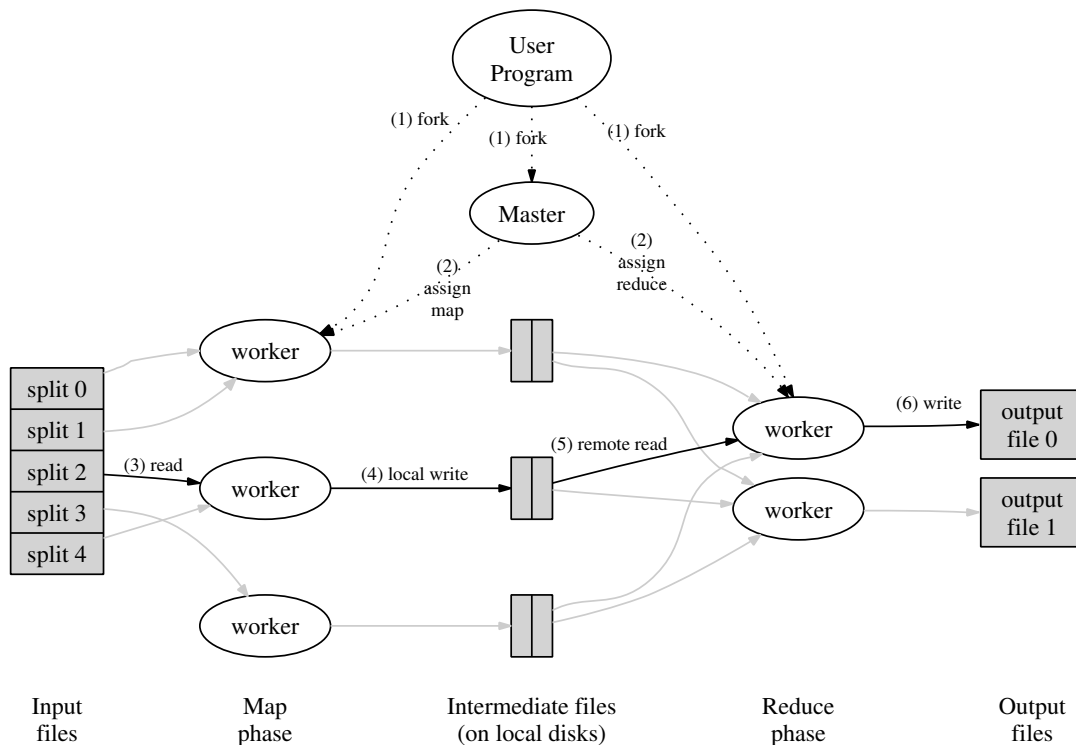 User
Program
(1) fork
(1) fork
(1) fork
Master
(2)
assign
map
(2)
assign
reduce
worker
split 0
split 1
split 2
split 3
split 4
(3) read
worker
(4) local write
(5) remote read
worker
(6) write
output
file 0
worker
output
file 1
worker
Input
files
Map
phase
Intermediate files
(on local disks)
Reduce
phase
Output
files